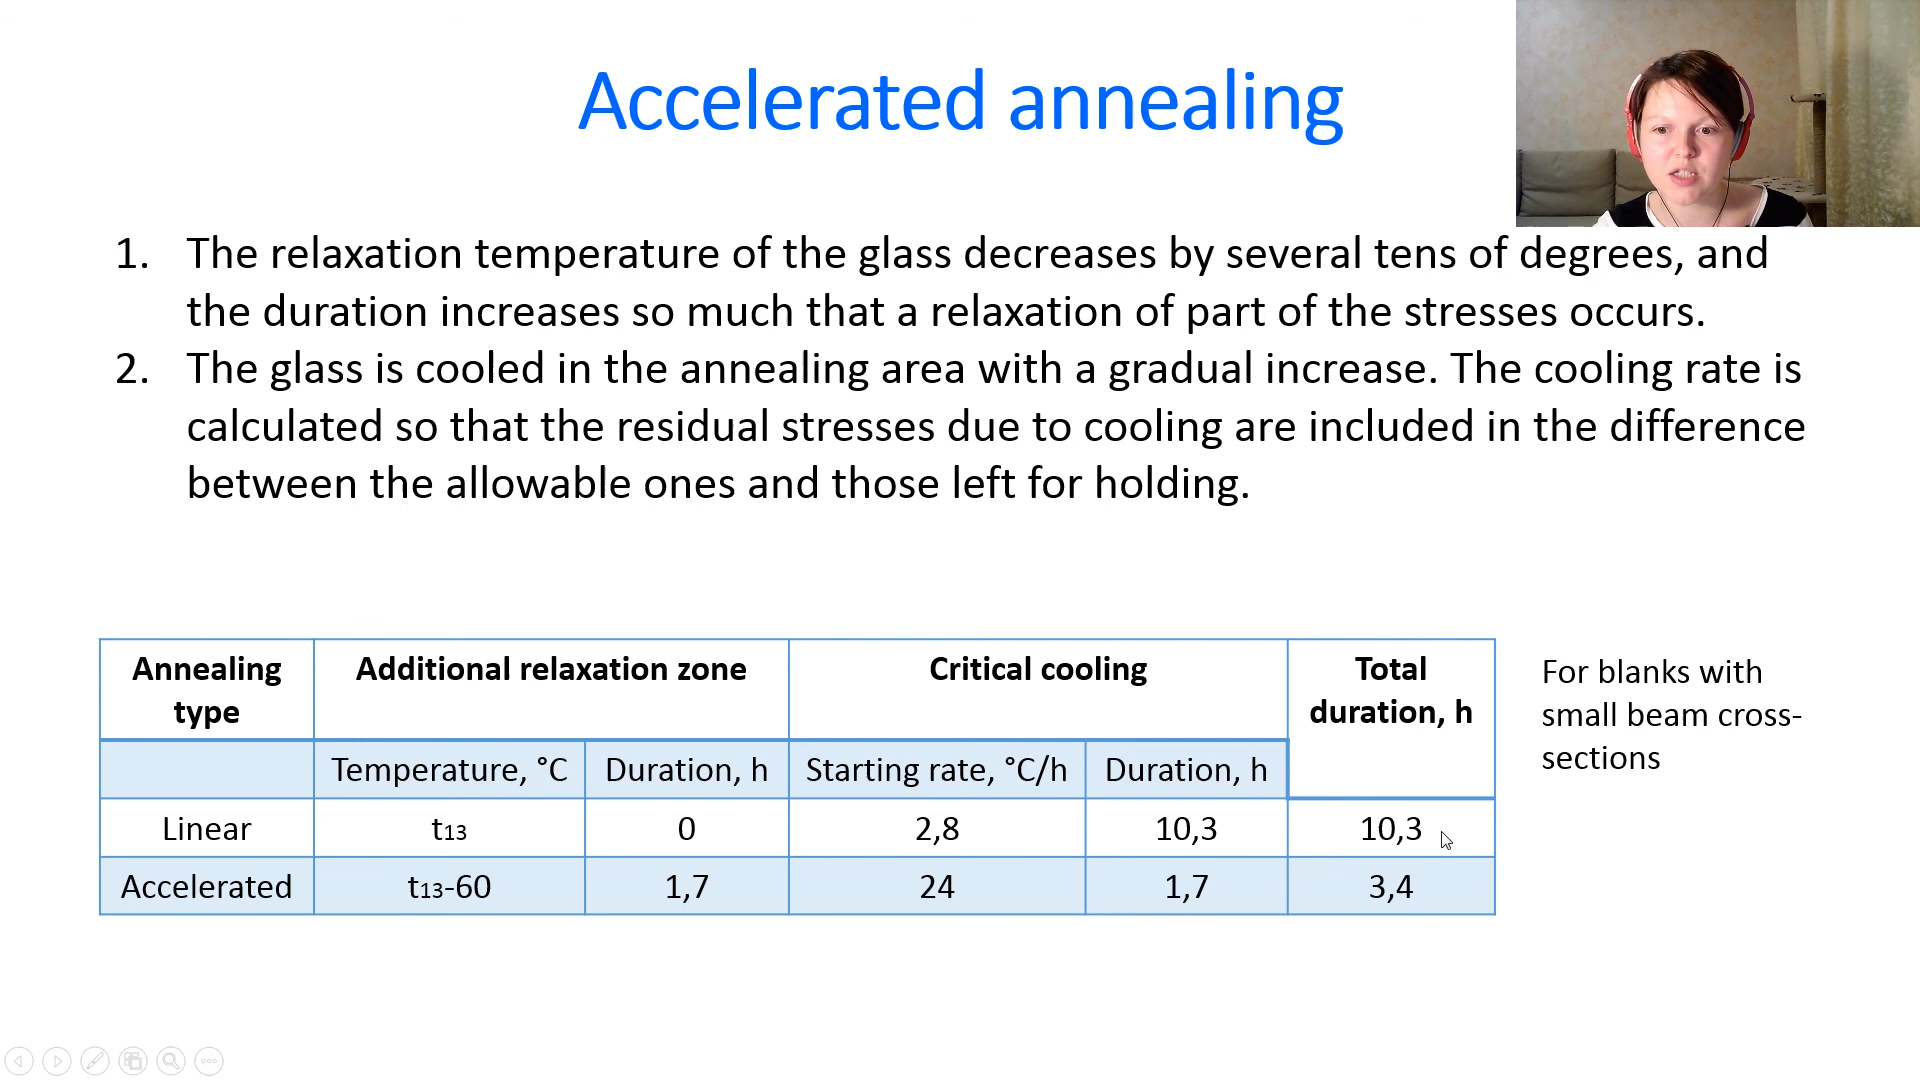 Accelerated annealing
1. The relaxation temperature of the glass decreases by several tens of degrees, and
the duration increases so much that a relaxation of part of the stresses occurs.
2. The glass is cooled in the annealing area with a gradual increase. The cooling rate is
calculated so that the residual stresses due to cooling are included in the difference
between the allowable ones and those left for holding.
Annealing type | Additional relaxation zone | Critical cooling | Total duration, h
Temperature, °C | Duration, h | Starting rate, °C/h | Duration, h
Linear | t13 | 0 | 2,8 | 10,3 | 10,3
Accelerated | t13-60 | 1,7 | 24 | 1,7 | 3,4
For blanks with
small beam cross-
sections